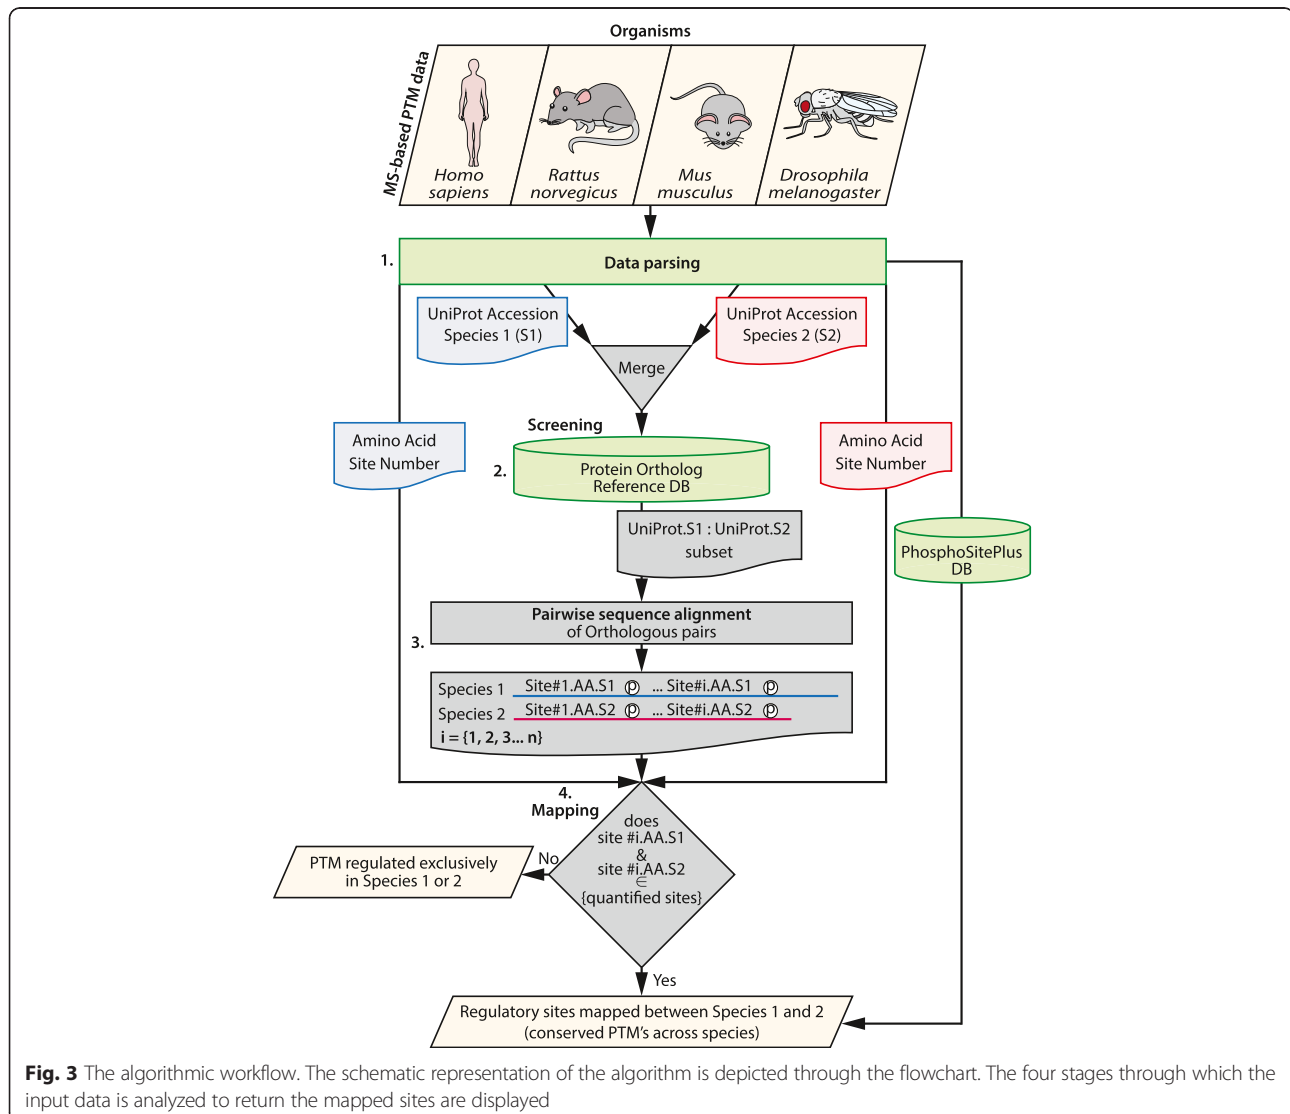 Organisms
MS-based PTM data
Homo
sapiens
Rattus
norvegicus
Mus
musculus
Drosophila
melanogaster
1.
Data parsing
UniProt Accession
Species 1 (S1)
UniProt Accession
Species 2 (S2)
Merge
Amino Acid
Site Number
Screening
2.
Protein Ortholog
Reference DB
Amino Acid
Site Number
UniProt.S1 : UniProt.S2
subset
PhosphoSitePlus
DB
3.
Pairwise sequence alignment
of Orthologous pairs
Species 1 Site#1.AA.S1 p ... Site#i.AA.S1 p
Species 2 Site#1.AA.S2 p ... Site#i.AA.S2 p
i = {1, 2, 3... n}
4.
Mapping
does
site #i.AA.S1
&
site #i.AA.S2
∈
{quantified sites}
No
PTM regulated exclusively
in Species 1 or 2
Yes
Regulatory sites mapped between Species 1 and 2
(conserved PTM's across species)
Fig. 3 The algorithmic workflow. The schematic representation of the algorithm is depicted through the flowchart. The four stages through which the
input data is analyzed to return the mapped sites are displayed